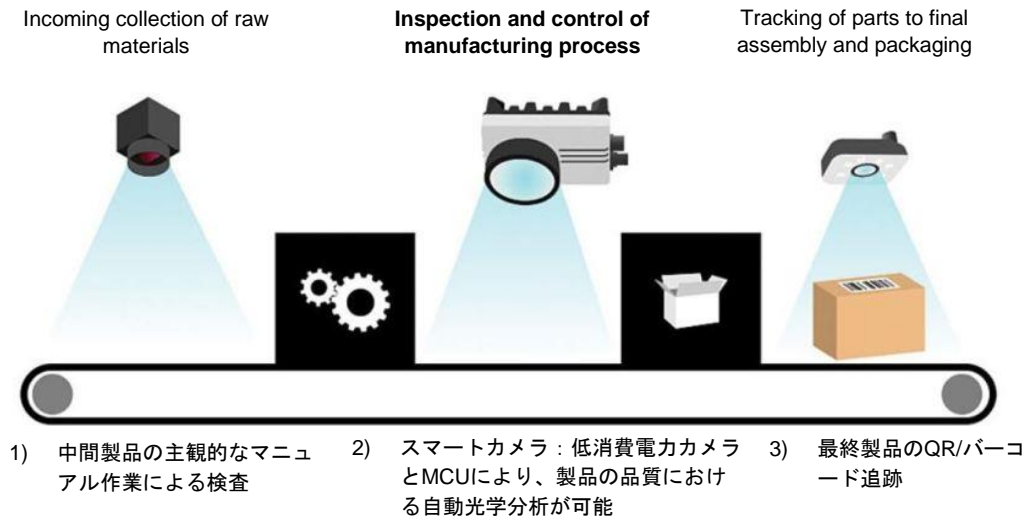 Incoming collection of raw
materials
Inspection and control of
manufacturing process
Tracking of parts to final
assembly and packaging
1) 中間製品の主観的なマニュ
アル作業による検査
2) スマートカメラ：低消費電力カメラ
とMCUにより、製品の品質におけ
る自動光学分析が可能
3) 最終製品のQR/バーコ
ード追跡